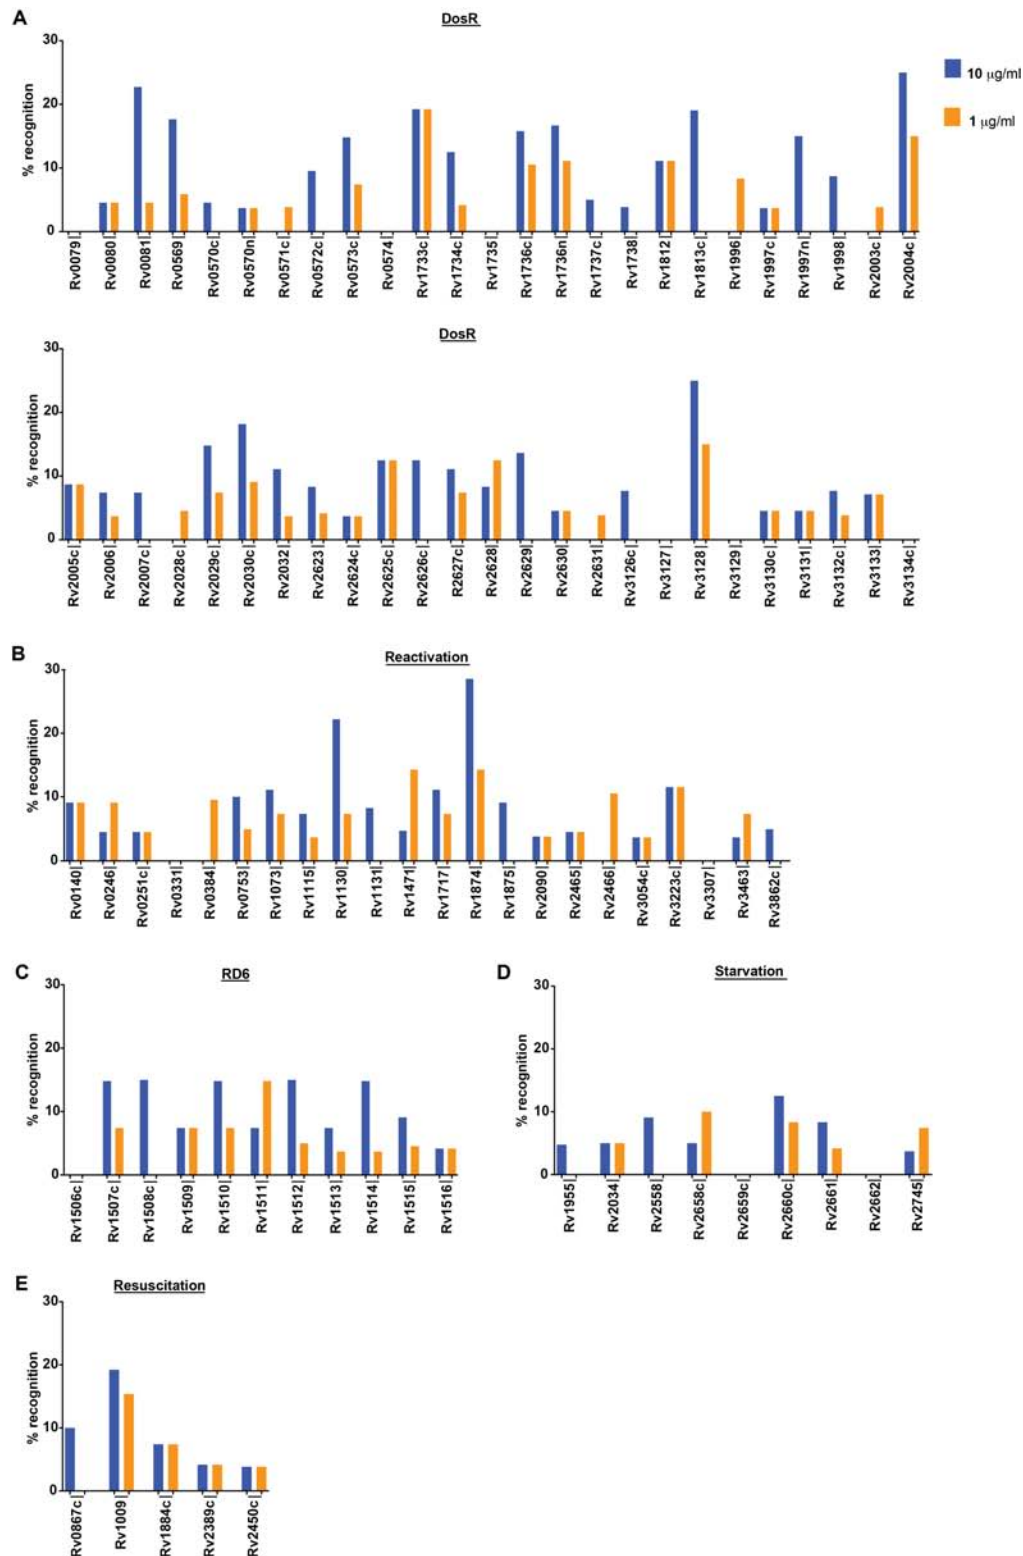 A
DosR
30
20
10
0
% recognition
10 µg/ml
1 µg/ml
Rv0079
Rv0080
Rv0081
Rv0569
Rv0570c
Rv0570n
Rv0571c
Rv0572c
Rv0573c
Rv0574
Rv1733c
Rv1734c
Rv1735
Rv1736c
Rv1736n
Rv1737c
Rv1738
Rv1812
Rv1813c
Rv1996
Rv1997c
Rv1997n
Rv1998
Rv2003c
Rv2004c
DosR
30
20
10
0
% recognition
Rv2005c
Rv2006
Rv2007c
Rv2028c
Rv2029c
Rv2030c
Rv2032
Rv2623
Rv2624c
Rv2625c
Rv2626c
R2627c
Rv2628
Rv2629
Rv2630
Rv2631
Rv3126c
Rv3127
Rv3128
Rv3129
Rv3130c
Rv3131
Rv3132c
Rv3133
Rv3134c
B
Reactivation
30
20
10
0
% recognition
Rv0140
Rv0246
Rv0251c
Rv0331
Rv0384
Rv0753
Rv1073
Rv1115
Rv1130
Rv1131
Rv1471
Rv1717
Rv1874
Rv1875
Rv2090
Rv2465
Rv2466
Rv3054c
Rv3223c
Rv3307
Rv3463
Rv3862c
C
RD6
30
20
10
0
% recognition
Rv1506c
Rv1507c
Rv1508c
Rv1509
Rv1510
Rv1511
Rv1512
Rv1513
Rv1514
Rv1515
Rv1516
D
Starvation
30
20
10
0
% recognition
Rv1955
Rv2034
Rv2558
Rv2658c
Rv2659c
Rv2660c
Rv2661
Rv2662
Rv2745
E
Resuscitation
30
20
10
0
% recognition
Rv0867c
Rv1009
Rv1884c
Rv2389c
Rv2450c